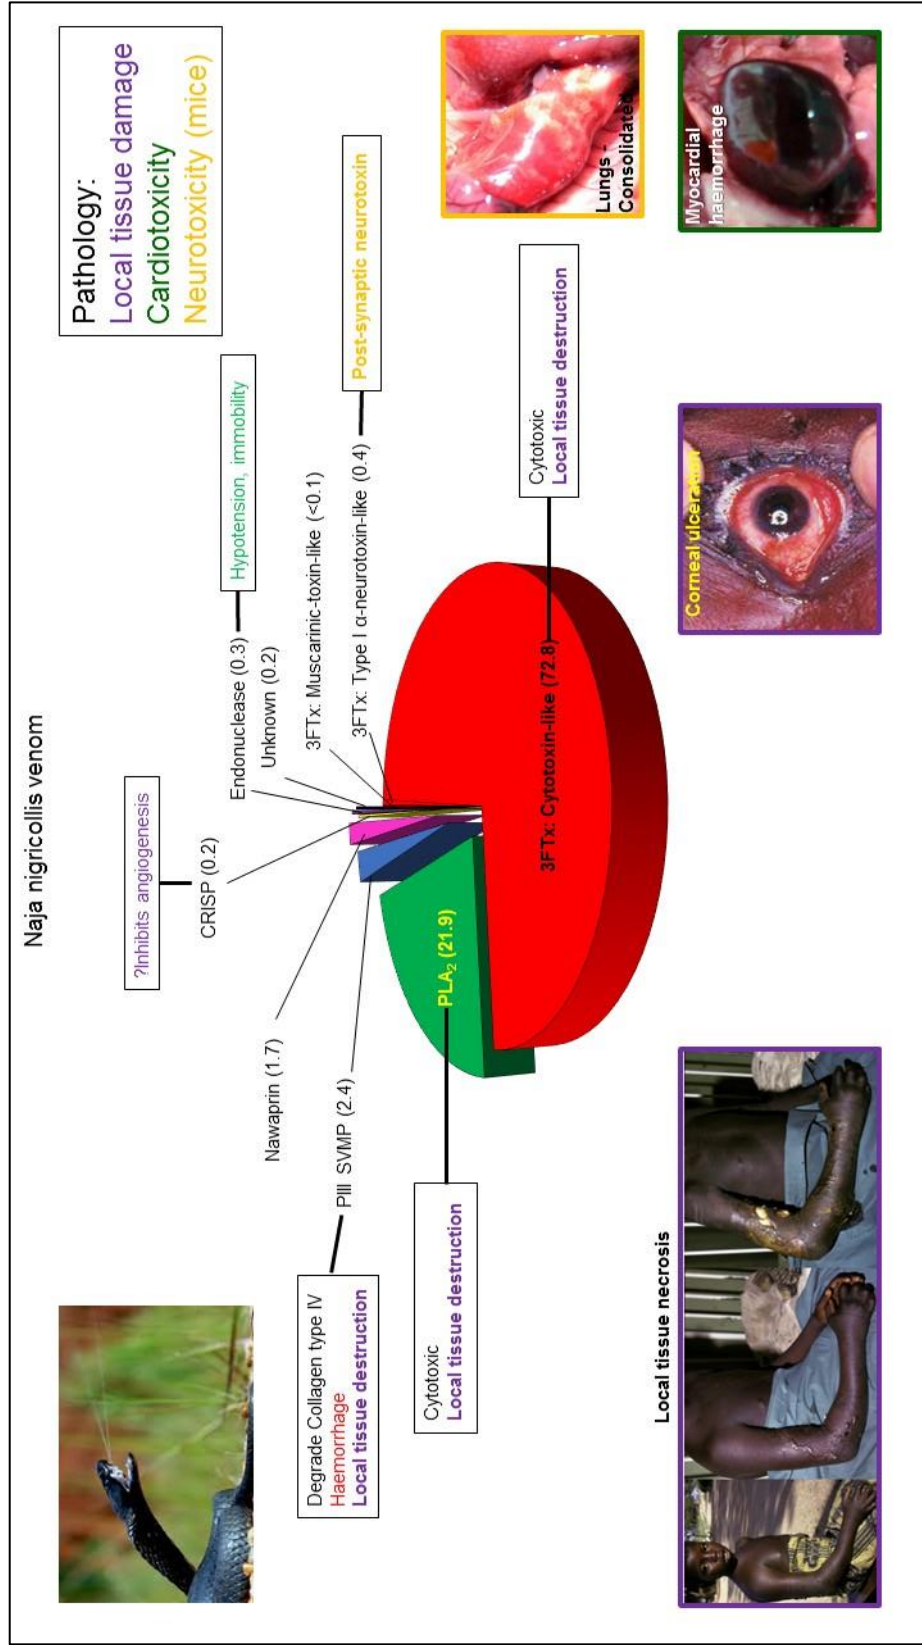 Naja nigricollis venom
Pathology:
Local tissue damage
Cardiotoxicity
Neurotoxicity (mice)
?Inhibits angiogenesis
CRISP (0.2)
Hypotension, immobility
Endonuclease (0.3)
Unknown (0.2)
3FTx: Muscarinic-toxin-like (<0.1)
Post-synaptic neurotoxin
3FTx: Type I α-neurotoxin-like (0.4)
Nawaprin (1.7)
PIII SVMP (2.4)
Degrade Collagen type IV
Haemorrhage
Local tissue destruction
PLA₂ (21.9)
Cytotoxic
Local tissue destruction
3FTx: Cytotoxin-like (72.8)
Cytotoxic
Local tissue destruction
Lungs -
Consolidated
Local tissue necrosis
Corneal ulceration
Myocardial
haemorrhage